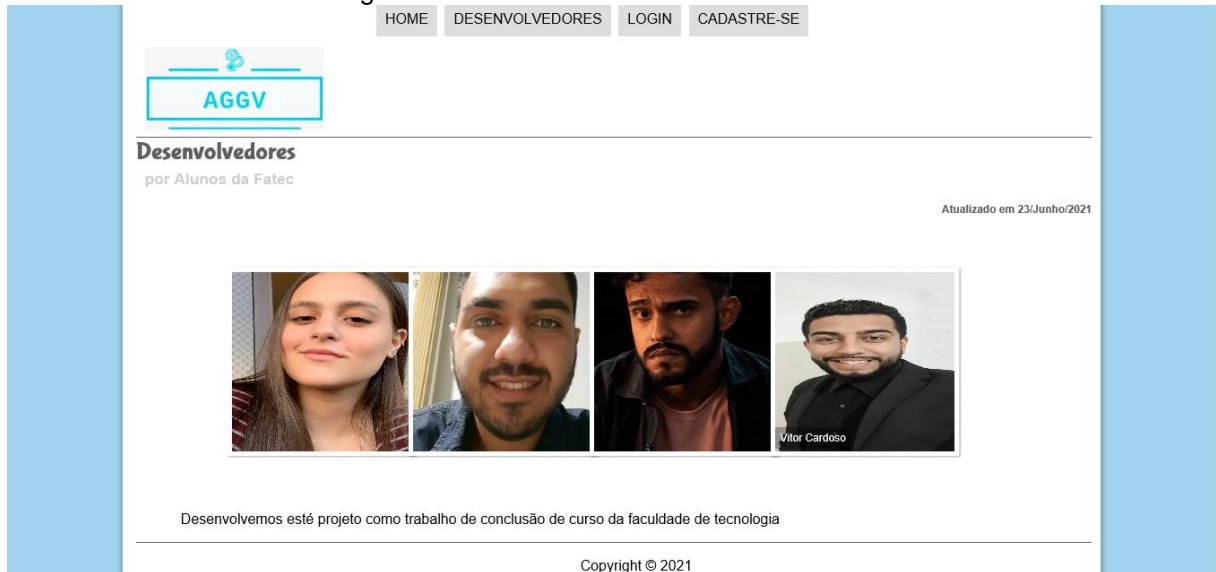 HOME DESENVOLVEDORES LOGIN CADASTRE-SE
AGGV
Desenvolvedores
por Alunos da Fatec
Atualizado em 23/Junho/2021
Vitor Cardoso
Desenvolvemos esté projeto como trabalho de conclusão de curso da faculdade de tecnologia
Copyright © 2021